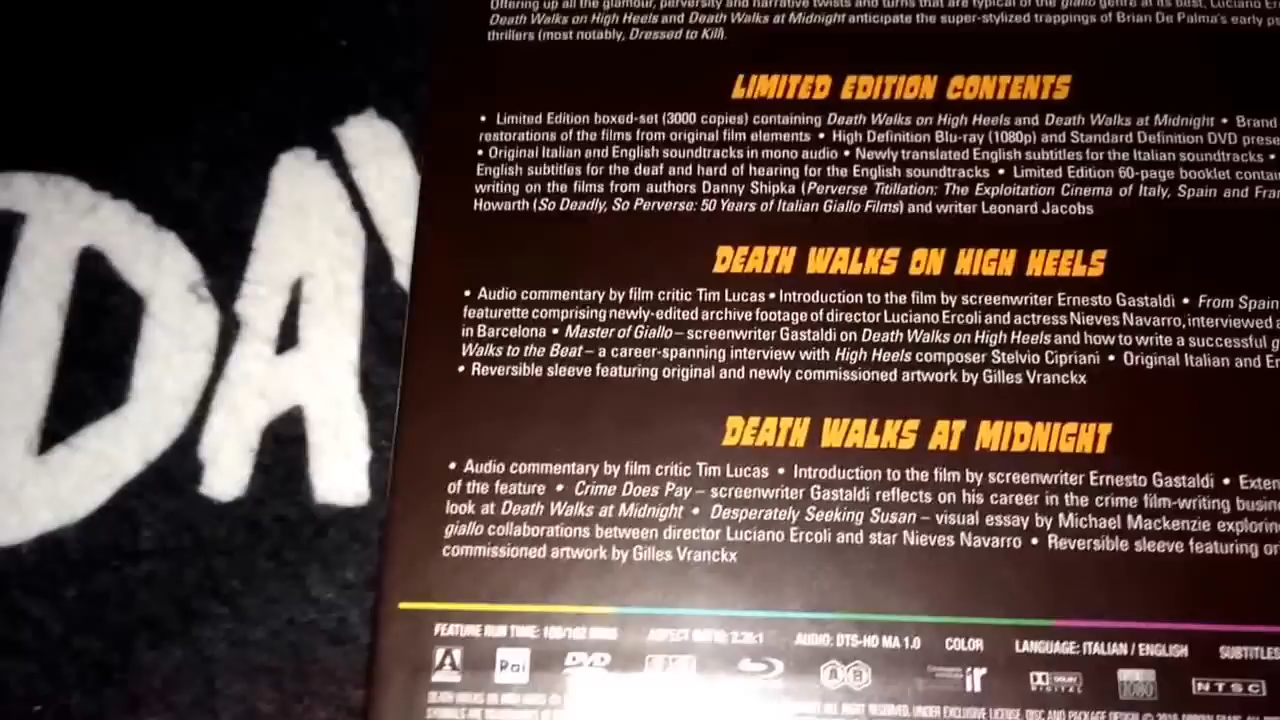 Offering up all the glamour, perversity and narrative twists and turns that are typical of the giallo genre at its best, Luciano Er
Death Walks on High Heels and Death Walks at Midnight anticipate the super-stylized trappings of Brian De Palma's early ps
thrillers (most notably, Dressed to Kill).
LIMITED EDITION CONTENTS
• Limited Edition boxed-set (3000 copies) containing Death Walks on High Heels and Death Walks at Midnight • Brand
restorations of the films from original film elements • High Definition Blu-ray (1080p) and Standard Definition DVD prese
• Original Italian and English soundtracks in mono audio • Newly translated English subtitles for the Italian soundtracks •
English subtitles for the deaf and hard of hearing for the English soundtracks • Limited Edition 60-page booklet contai
writing on the films from authors Danny Shipka (Perverse Titillation: The Exploitation Cinema of Italy, Spain and Fra
Howarth (So Deadly, So Perverse: 50 Years of Italian Giallo Films) and writer Leonard Jacobs
DEATH WALKS ON HIGH HEELS
• Audio commentary by film critic Tim Lucas • Introduction to the film by screenwriter Ernesto Gastaldi • From Spain
featurette comprising newly-edited archive footage of director Luciano Ercoli and actress Nieves Navarro, interviewed a
in Barcelona • Master of Giallo – screenwriter Gastaldi on Death Walks on High Heels and how to write a successful g
Walks to the Beat – a career-spanning interview with High Heels composer Stelvio Cipriani • Original Italian and En
• Reversible sleeve featuring original and newly commissioned artwork by Gilles Vranckx
DEATH WALKS AT MIDNIGHT
• Audio commentary by film critic Tim Lucas • Introduction to the film by screenwriter Ernesto Gastaldi • Exten
of the feature • Crime Does Pay – screenwriter Gastaldi reflects on his career in the crime film-writing busin
look at Death Walks at Midnight • Desperately Seeking Susan – visual essay by Michael Mackenzie explorin
giallo collaborations between director Luciano Ercoli and star Nieves Navarro • Reversible sleeve featuring or
commissioned artwork by Gilles Vranckx
FEATURE RUN TIME: ASPECT AUDIO: DTS-HD MA 1.0 COLOR LANGUAGE: ITALIAN / ENGLISH SUBTITLES
A Rai DVD A B ir DOLBY DIGITAL 1080 NTSC
DA